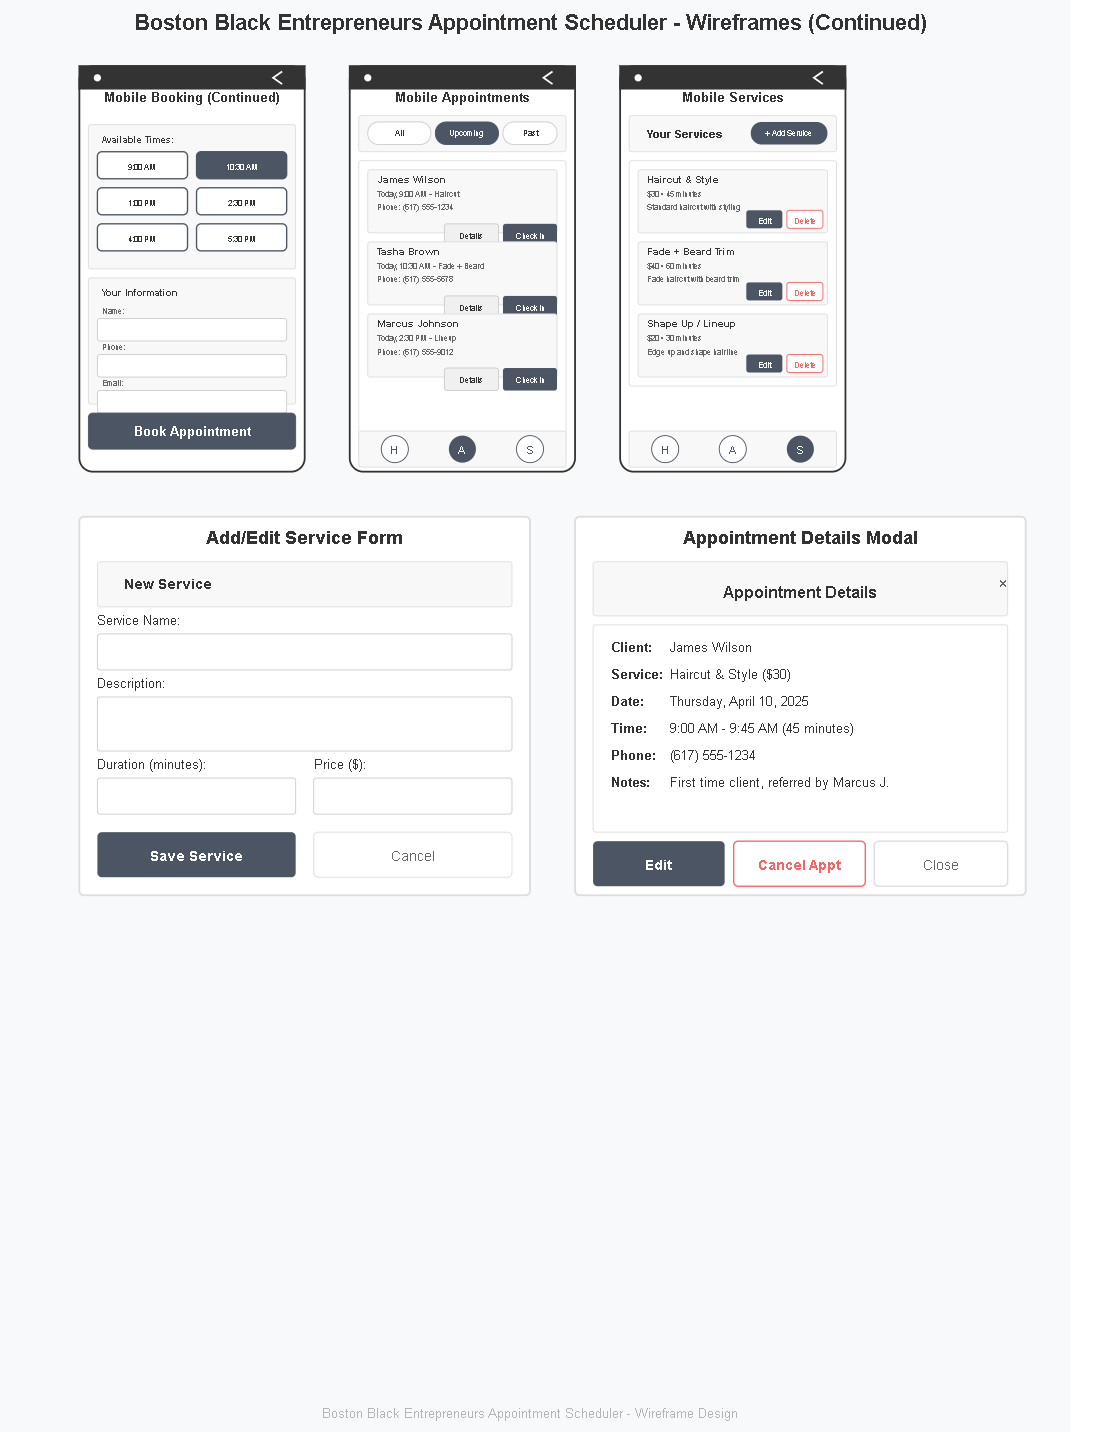 Boston Black Entrepreneurs Appointment Scheduler - Wireframes (Continued)
Mobile Booking (Continued)
Available Times:
9:00 AM
10:30 AM
1:00 PM
2:30 PM
4:00 PM
5:30 PM
Your Information
Name:
Phone:
Email:
Book Appointment
Mobile Appointments
All
Upcoming
Past
James Wilson
Today, 9:00 AM - Haircut
Phone: (617) 555-1234
Details
Check In
Tasha Brown
Today, 10:30 AM - Fade + Beard
Phone: (617) 555-5678
Details
Check In
Marcus Johnson
Today, 2:30 PM - Lineup
Phone: (617) 555-9012
Details
Check In
H
A
S
Mobile Services
Your Services
+ Add Service
Haircut & Style
$30 • 45 minutes
Standard haircut with styling
Edit
Delete
Fade + Beard Trim
$40 • 60 minutes
Fade haircut with beard trim
Edit
Delete
Shape Up / Lineup
$20 • 30 minutes
Edge up and shape hairline
Edit
Delete
H
A
S
Add/Edit Service Form
New Service
Service Name:
Description:
Duration (minutes):
Price ($):
Save Service
Cancel
Appointment Details Modal
Appointment Details
×
Client: James Wilson
Service: Haircut & Style ($30)
Date: Thursday, April 10, 2025
Time: 9:00 AM - 9:45 AM (45 minutes)
Phone: (617) 555-1234
Notes: First time client, referred by Marcus J.
Edit
Cancel Appt
Close
Boston Black Entrepreneurs Appointment Scheduler - Wireframe Design